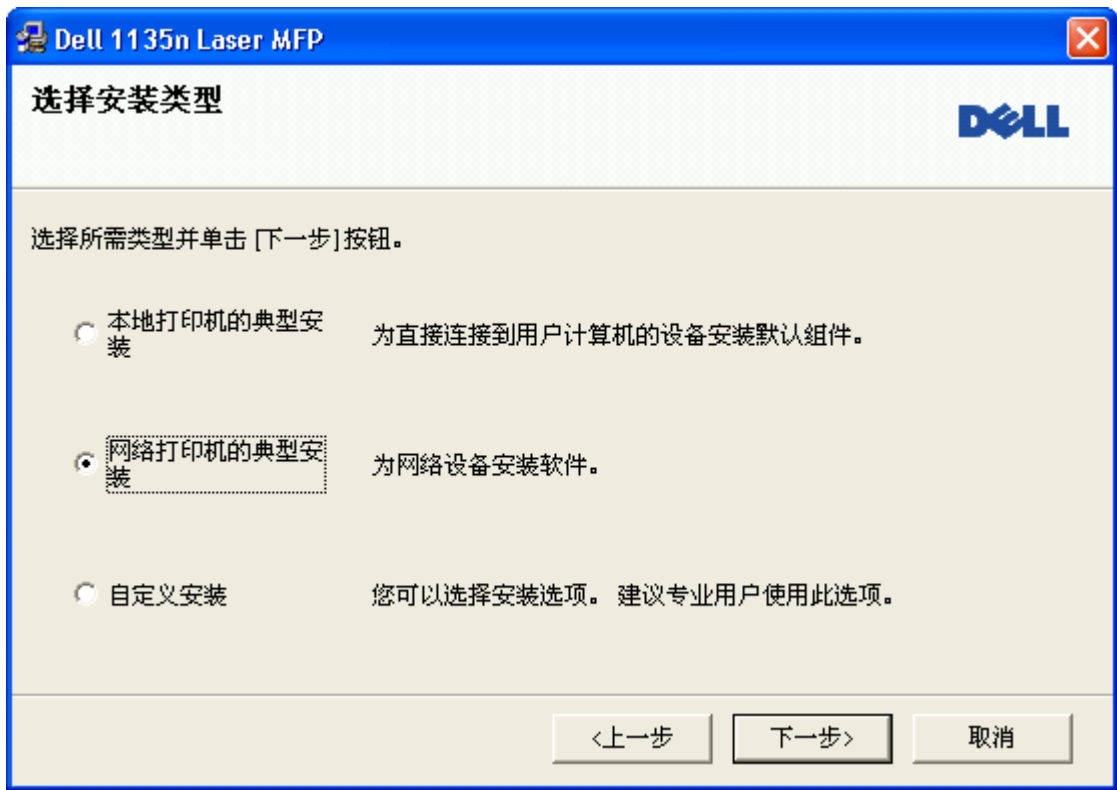 Dell 1135n Laser MFP
选择安装类型
DELL
选择所需类型并单击 [下一步] 按钮。
本地打印机的典型安
装
为直接连接到用户计算机的设备安装默认组件。
网络打印机的典型安
装
为网络设备安装软件。
自定义安装
您可以选择安装选项。 建议专业用户使用此选项。
<上一步
下一步>
取消